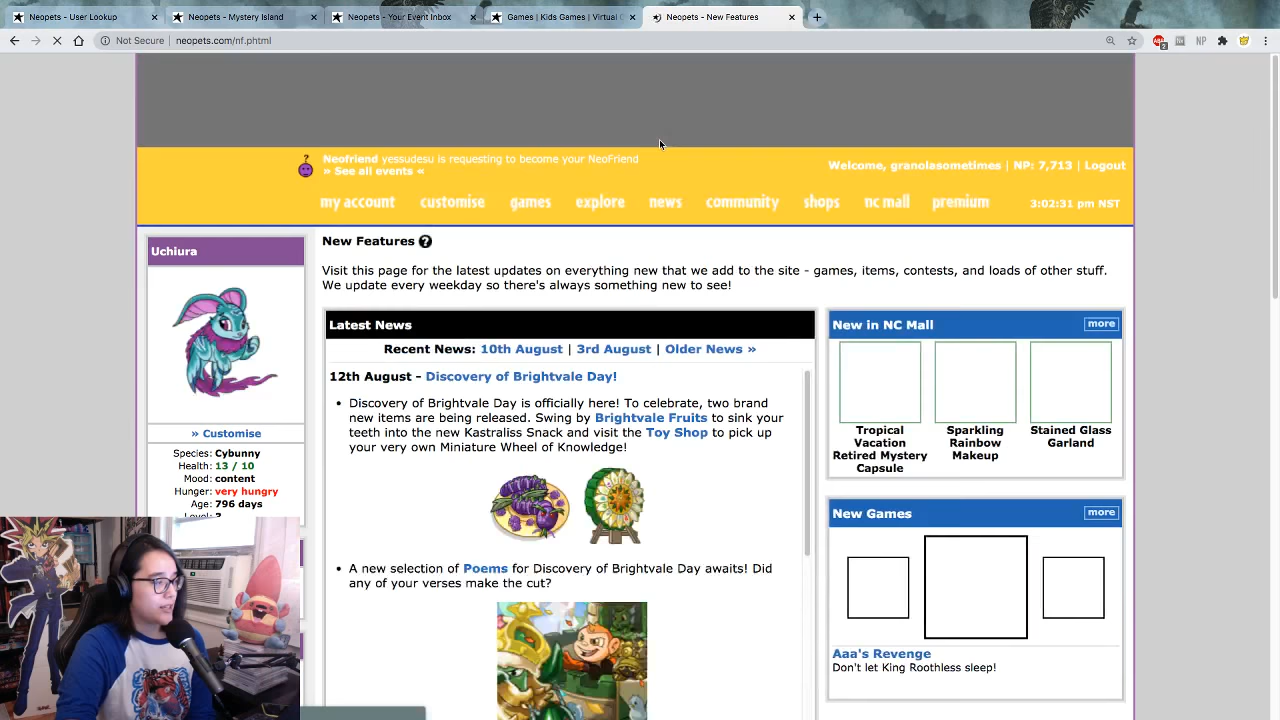 Neopets - User Lookup
Neopets - Mystery Island
Neopets - Your Event Inbox
Games | Kids Games | Virtual
Neopets - New Features
Not Secure | neopets.com/nf.phtml
NP
Neofriend yessudesu is requesting to become your NeoFriend
» See all events «
Welcome, granolasometimes | NP: 7,713 | Logout
my account customise games explore news community shops nc mall premium
3:02:31 pm NST
Uchiura
» Customise
Species: Cybunny
Health: 13 / 10
Mood: content
Hunger: very hungry
Age: 796 days
New Features ?
Visit this page for the latest updates on everything new that we add to the site - games, items, contests, and loads of other stuff.
We update every weekday so there's always something new to see!
Latest News
Recent News: 10th August | 3rd August | Older News »
12th August - Discovery of Brightvale Day!
• Discovery of Brightvale Day is officially here! To celebrate, two brand
new items are being released. Swing by Brightvale Fruits to sink your
teeth into the new Kastraliss Snack and visit the Toy Shop to pick up
your very own Miniature Wheel of Knowledge!
• A new selection of Poems for Discovery of Brightvale Day awaits! Did
any of your verses make the cut?
New in NC Mall
more
Tropical
Vacation
Retired Mystery
Capsule
Sparkling
Rainbow
Makeup
Stained Glass
Garland
New Games
more
Aaa's Revenge
Don't let King Roothless sleep!